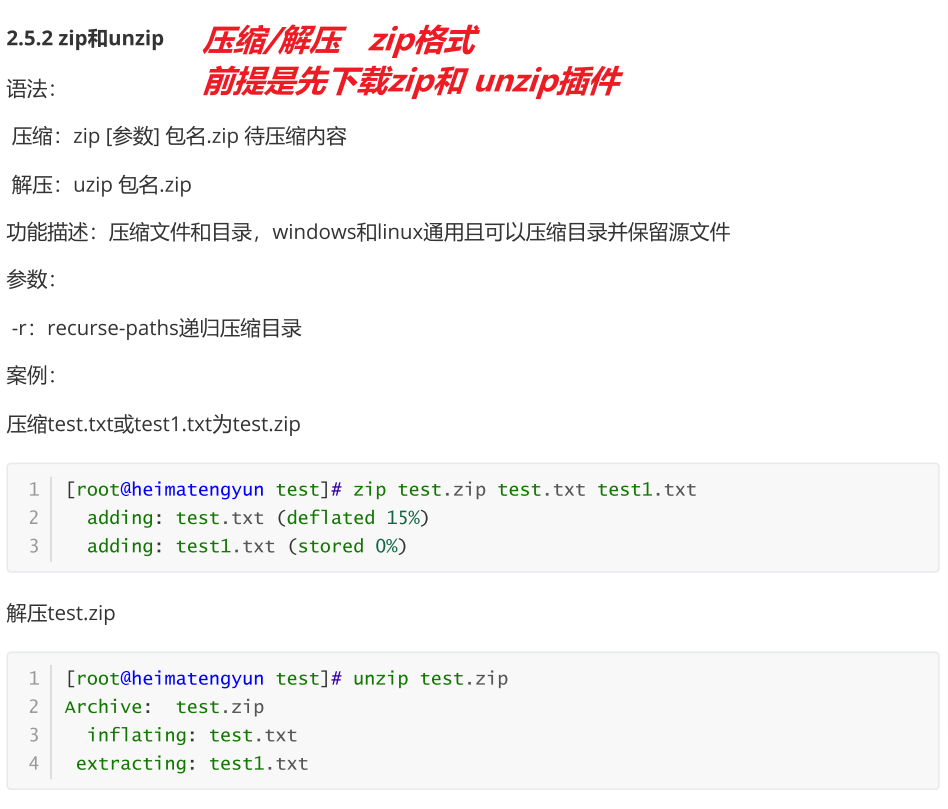 2.5.2 zip和unzip
压缩/解压 zip格式
前提是先下载zip和 unzip插件
语法：
压缩：zip [参数] 包名.zip 待压缩内容
解压：uzip 包名.zip
功能描述：压缩文件和目录，windows和linux通用且可以压缩目录并保留源文件
参数：
-r：recurse-paths递归压缩目录
案例：
压缩test.txt或test1.txt为test.zip
1 [root@heimatengyun test]# zip test.zip test.txt test1.txt
2   adding: test.txt (deflated 15%)
3   adding: test1.txt (stored 0%)
解压test.zip
1 [root@heimatengyun test]# unzip test.zip
2 Archive:  test.zip
3   inflating: test.txt
4  extracting: test1.txt